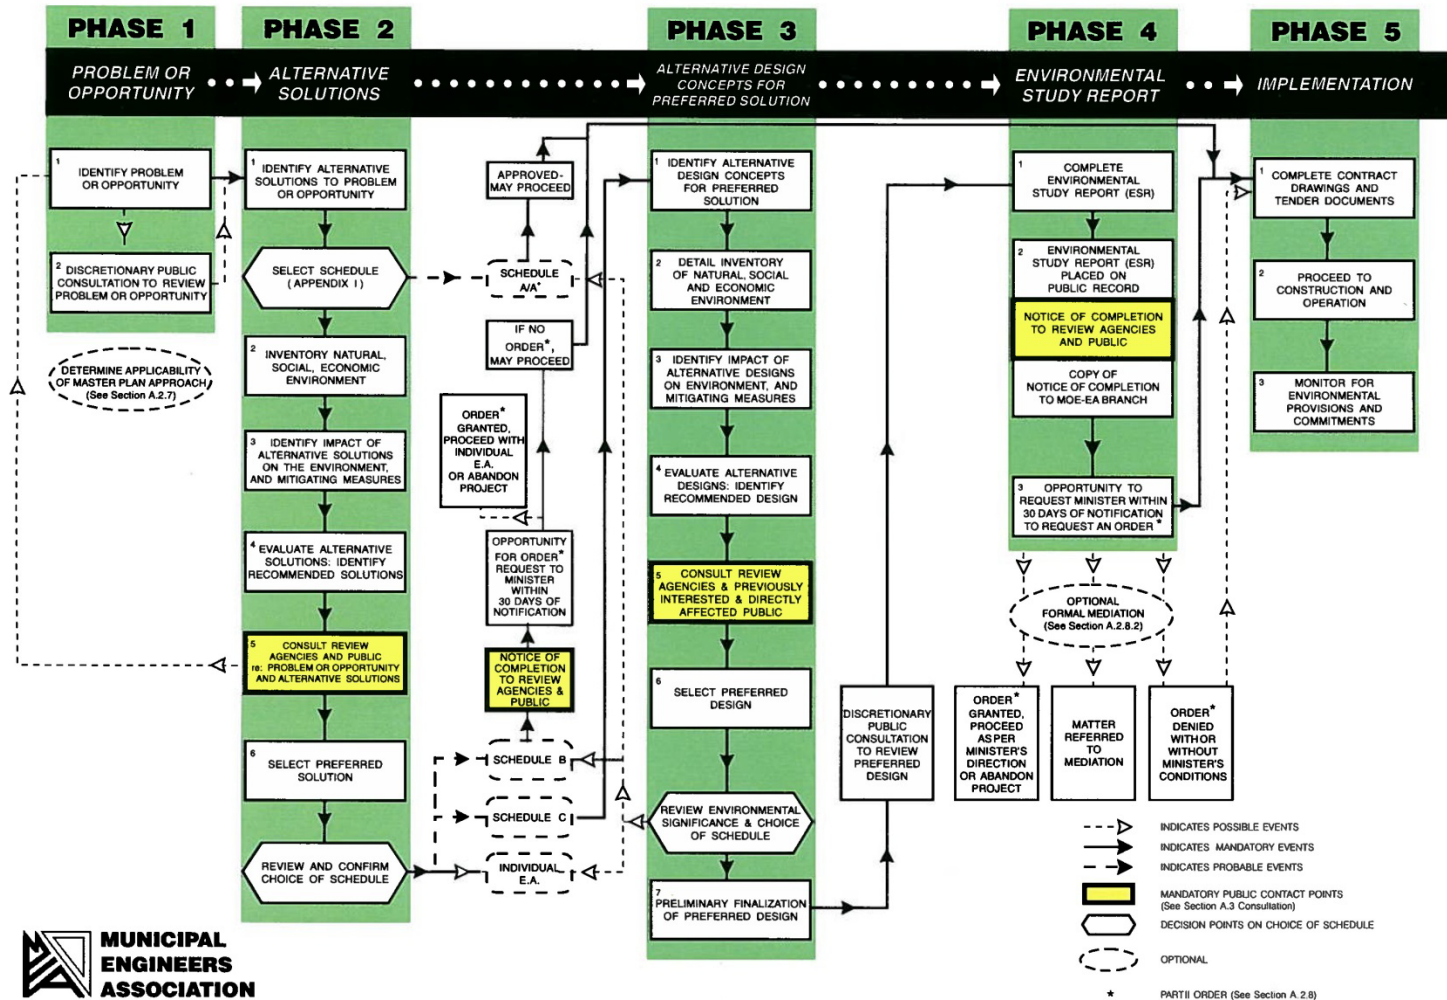 PHASE 1
PROBLEM OR
OPPORTUNITY
1
IDENTIFY PROBLEM
OR OPPORTUNITY
2
DISCRETIONARY PUBLIC
CONSULTATION TO REVIEW
PROBLEM OR OPPORTUNITY
DETERMINE APPLICABILITY
OF MASTER PLAN APPROACH
(See Section A.2.7)
PHASE 2
ALTERNATIVE
SOLUTIONS
1
IDENTIFY ALTERNATIVE
SOLUTIONS TO PROBLEM
OR OPPORTUNITY
SELECT SCHEDULE
(APPENDIX I)
2
INVENTORY NATURAL,
SOCIAL, ECONOMIC
ENVIRONMENT
3
IDENTIFY IMPACT OF
ALTERNATIVE SOLUTIONS
ON THE ENVIRONMENT,
AND MITIGATING MEASURES
4
EVALUATE ALTERNATIVE
SOLUTIONS: IDENTIFY
RECOMMENDED SOLUTIONS
5
CONSULT REVIEW
AGENCIES AND PUBLIC
re: PROBLEM OR OPPORTUNITY
AND ALTERNATIVE SOLUTIONS
6
SELECT PREFERRED
SOLUTION
REVIEW AND CONFIRM
CHOICE OF SCHEDULE
APPROVED-
MAY PROCEED
SCHEDULE
A/A+
IF NO
ORDER*,
MAY PROCEED
ORDER*
GRANTED,
PROCEED WITH
INDIVIDUAL
E.A.
OR ABANDON
PROJECT
OPPORTUNITY
FOR ORDER*
REQUEST TO
MINISTER
WITHIN
30 DAYS OF
NOTIFICATION
NOTICE OF
COMPLETION
TO REVIEW
AGENCIES &
PUBLIC
SCHEDULE B
SCHEDULE C
INDIVIDUAL
E.A.
PHASE 3
ALTERNATIVE DESIGN
CONCEPTS FOR
PREFERRED SOLUTION
1
IDENTIFY ALTERNATIVE
DESIGN CONCEPTS
FOR PREFERRED
SOLUTION
2
DETAIL INVENTORY
OF NATURAL, SOCIAL
AND ECONOMIC
ENVIRONMENT
3
IDENTIFY IMPACT OF
ALTERNATIVE DESIGNS
ON ENVIRONMENT, AND
MITIGATING MEASURES
4
EVALUATE ALTERNATIVE
DESIGNS: IDENTIFY
RECOMMENDED DESIGN
5
CONSULT REVIEW
AGENCIES & PREVIOUSLY
INTERESTED & DIRECTLY
AFFECTED PUBLIC
6
SELECT PREFERRED
DESIGN
REVIEW ENVIRONMENTAL
SIGNIFICANCE & CHOICE
OF SCHEDULE
7
PRELIMINARY FINALIZATION
OF PREFERRED DESIGN
DISCRETIONARY
PUBLIC
CONSULTATION
TO REVIEW
PREFERRED
DESIGN
PHASE 4
ENVIRONMENTAL
STUDY REPORT
1
COMPLETE
ENVIRONMENTAL
STUDY REPORT (ESR)
2
ENVIRONMENTAL
STUDY REPORT (ESR)
PLACED ON
PUBLIC RECORD
NOTICE OF COMPLETION
TO REVIEW AGENCIES
AND PUBLIC
COPY OF
NOTICE OF COMPLETION
TO MOE-EA BRANCH
3
OPPORTUNITY TO
REQUEST MINISTER WITHIN
30 DAYS OF NOTIFICATION
TO REQUEST AN ORDER*
OPTIONAL
FORMAL MEDIATION
(See Section A.2.8.2)
ORDER*
GRANTED,
PROCEED
AS PER
MINISTER'S
DIRECTION
OR ABANDON
PROJECT
MATTER
REFERRED
TO
MEDIATION
ORDER*
DENIED
WITH OR
WITHOUT
MINISTER'S
CONDITIONS
PHASE 5
IMPLEMENTATION
1
COMPLETE CONTRACT
DRAWINGS AND
TENDER DOCUMENTS
2
PROCEED TO
CONSTRUCTION AND
OPERATION
3
MONITOR FOR
ENVIRONMENTAL
PROVISIONS AND
COMMITMENTS
INDICATES POSSIBLE EVENTS
INDICATES MANDATORY EVENTS
INDICATES PROBABLE EVENTS
MANDATORY PUBLIC CONTACT POINTS
(See Section A.3 Consultation)
DECISION POINTS ON CHOICE OF SCHEDULE
OPTIONAL
* PART II ORDER (See Section A.2.8)
MUNICIPAL
ENGINEERS
ASSOCIATION